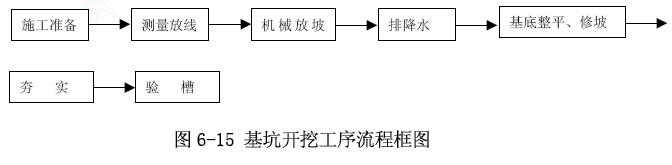 施工准备 测量放线 机械放坡 排降水 基底整平、修坡
夯 实 验 槽
图 6-15 基坑开挖工序流程框图